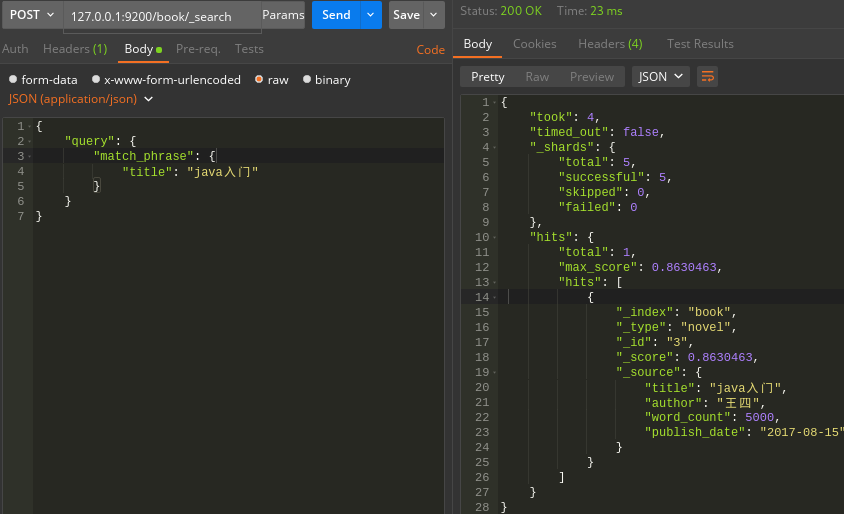 POST 127.0.0.1:9200/book/_search Params Send Save
Auth Headers (1) Body Pre-req. Tests Code
form-data x-www-form-urlencoded raw binary
JSON (application/json)
1 {
2 "query": {
3 "match_phrase": {
4 "title": "java入门"
5 }
6 }
7 }
Status: 200 OK Time: 23 ms
Body Cookies Headers (4) Test Results
Pretty Raw Preview JSON
1 {
2 "took": 4,
3 "timed_out": false,
4 "_shards": {
5 "total": 5,
6 "successful": 5,
7 "skipped": 0,
8 "failed": 0
9 },
10 "hits": {
11 "total": 1,
12 "max_score": 0.8630463,
13 "hits": [
14 {
15 "_index": "book",
16 "_type": "novel",
17 "_id": "3",
18 "_score": 0.8630463,
19 "_source": {
20 "title": "java入门",
21 "author": "王四",
22 "word_count": 5000,
23 "publish_date": "2017-08-15"
24 }
25 }
26 ]
27 }
28 }